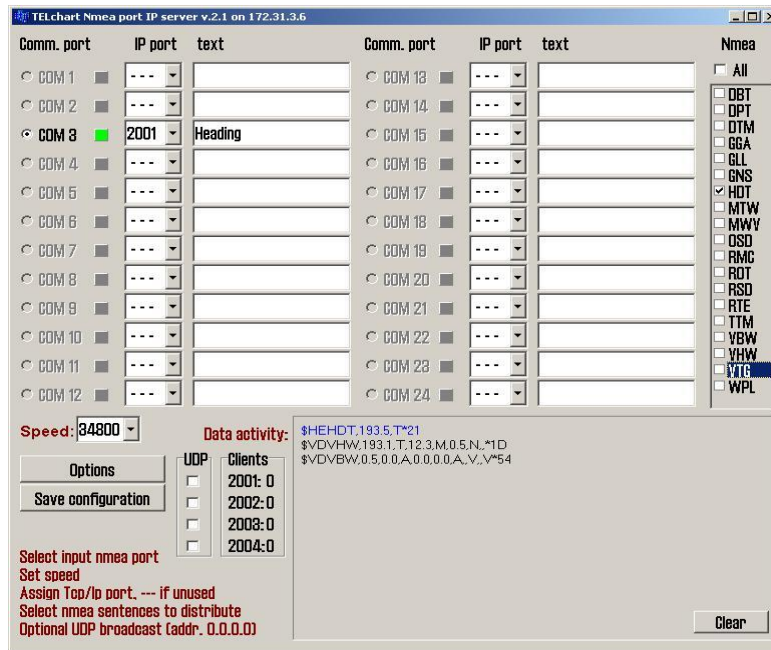 TELchart Nmea port IP server v.2.1 on 172.31.3.6
Comm. port IP port text Comm. port IP port text Nmea
COM 1 --- COM 13 --- All
COM 2 --- COM 14 --- DBT
DPT
COM 3 2001 Heading COM 15 --- DTM
GGA
COM 4 --- COM 16 --- GLL
GNS
COM 5 --- COM 17 --- HDT
MTW
COM 6 --- COM 18 --- MWV
OSD
COM 7 --- COM 19 --- RMC
ROT
COM 8 --- COM 20 --- RSD
COM 9 --- COM 21 --- RTE
TTM
COM 10 --- COM 22 --- VBW
VHW
COM 11 --- COM 23 --- VTG
COM 12 --- COM 24 --- WPL
Speed: 34800
Data activity:
$HEHDT,193.5,T*21
$VDVHW,193.1,T,12.3,M,0.5,N,,*1D
$VDVBW,0.5,0.0,A,0.0,0.0,A,,V,,V*54
Options
Save configuration
UDP Clients
2001: 0
2002:0
2003:0
2004:0
Select input nmea port
Set speed
Assign Tcp/Ip port, --- if unused
Select nmea sentences to distribute
Optional UDP broadcast (addr. 0.0.0.0)
Clear